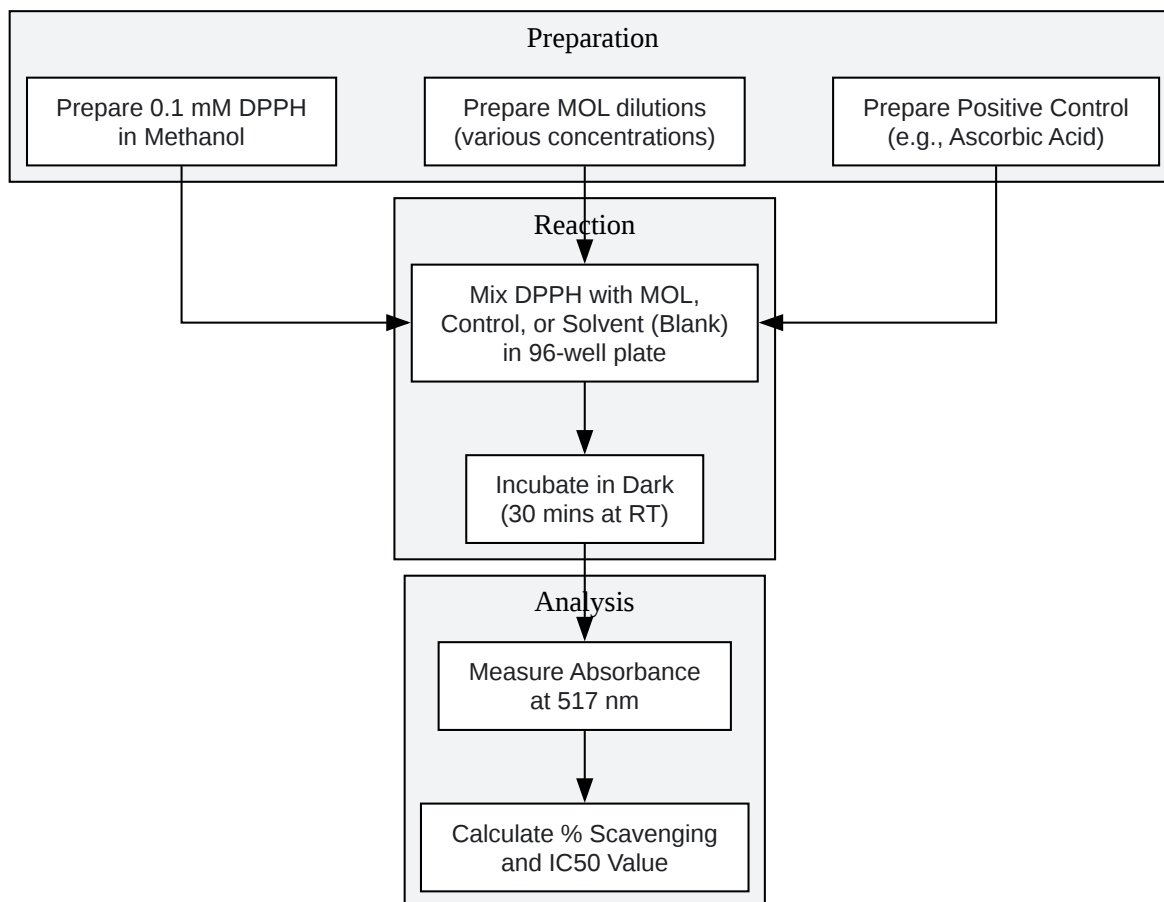 Preparation
Prepare 0.1 mM DPPH
in Methanol
Prepare MOL dilutions
(various concentrations)
Prepare Positive Control
(e.g., Ascorbic Acid)
Reaction
Mix DPPH with MOL,
Control, or Solvent (Blank)
in 96-well plate
Incubate in Dark
(30 mins at RT)
Analysis
Measure Absorbance
at 517 nm
Calculate % Scavenging
and IC50 Value